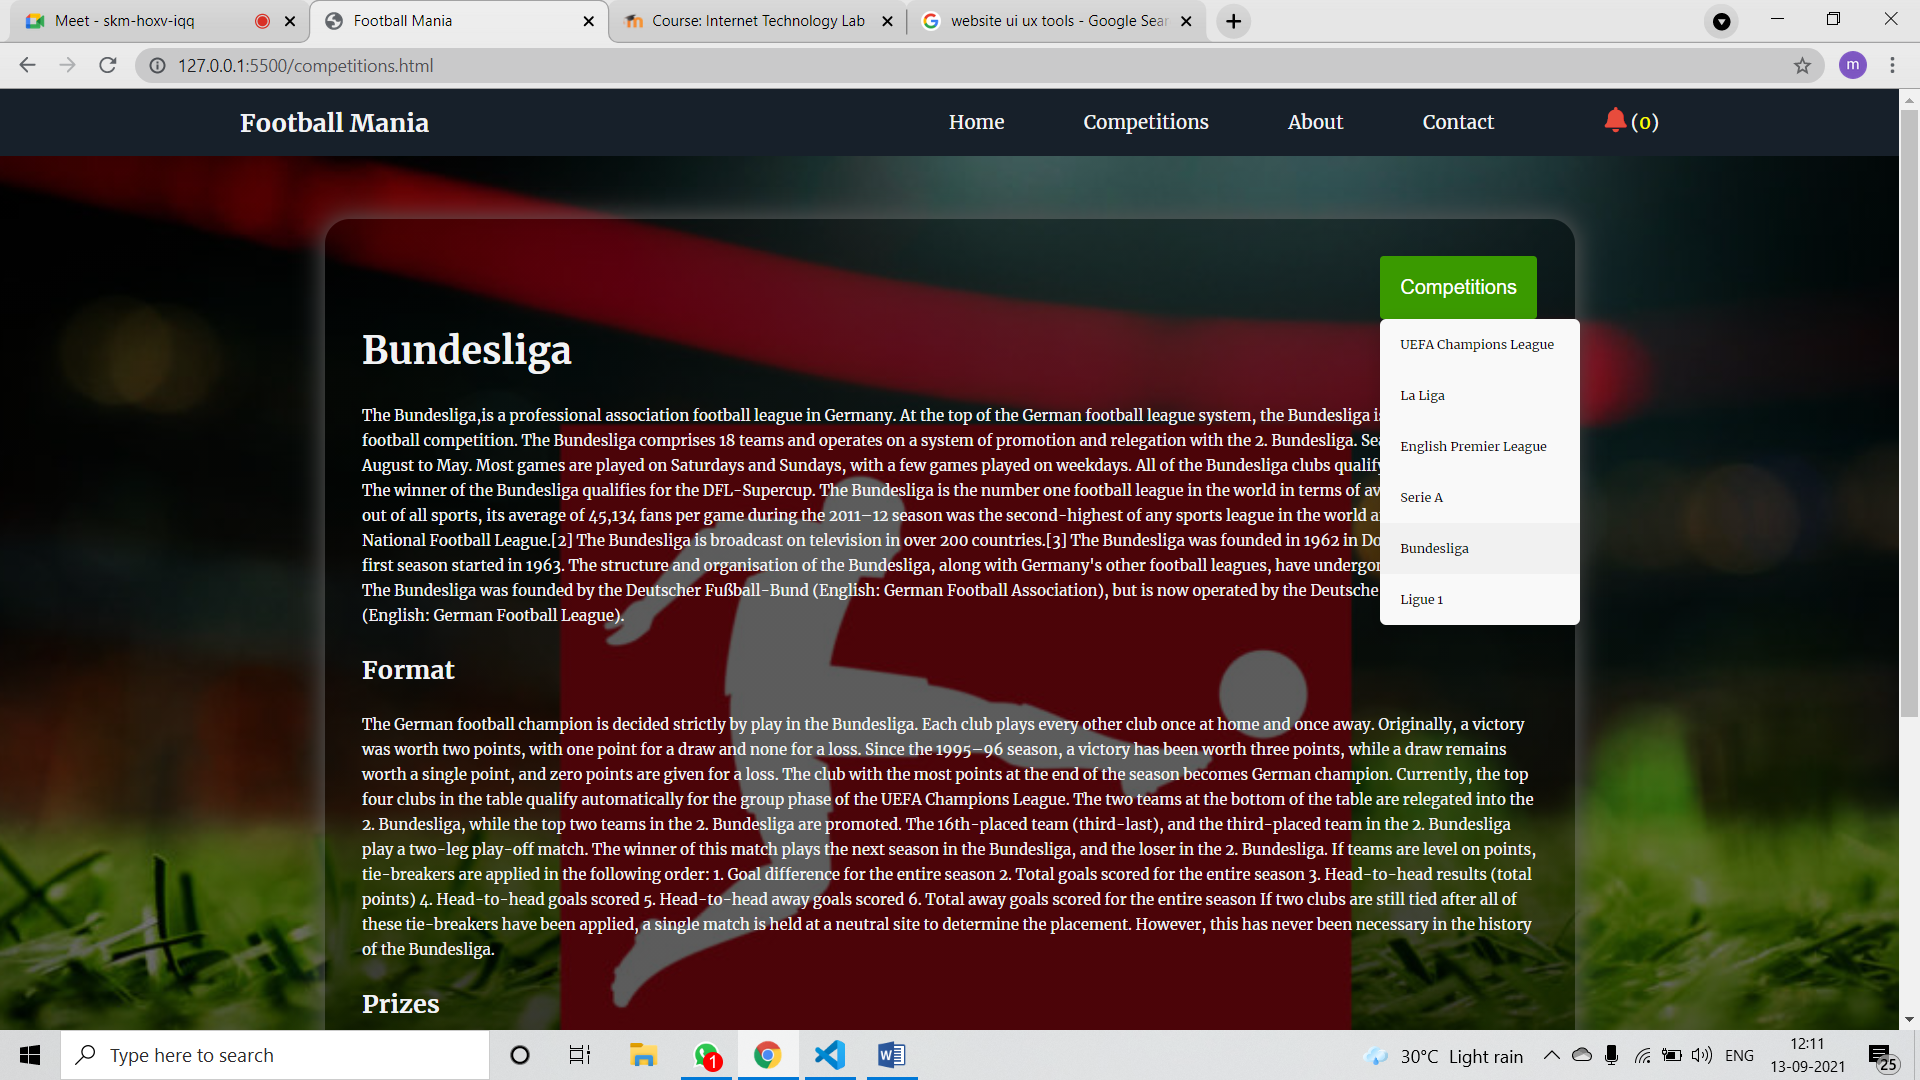 Meet - skm-hoxv-iqq
Football Mania
Course: Internet Technology Lab
website ui ux tools - Google Sear
127.0.0.1:5500/competitions.html
m
Football Mania
Home
Competitions
About
Contact
(0)
Competitions
UEFA Champions League
La Liga
English Premier League
Serie A
Bundesliga
Ligue 1
Bundesliga
The Bundesliga,is a professional association football league in Germany. At the top of the German football league system, the Bundesliga
football competition. The Bundesliga comprises 18 teams and operates on a system of promotion and relegation with the 2. Bundesliga.
August to May. Most games are played on Saturdays and Sundays, with a few games played on weekdays. All of the Bundesliga clubs qualify
The winner of the Bundesliga qualifies for the DFL-Supercup. The Bundesliga is the number one football league in the world in terms of
out of all sports, its average of 45,134 fans per game during the 2011–12 season was the second-highest of any sports league in the world
National Football League.[2] The Bundesliga is broadcast on television in over 200 countries.[3] The Bundesliga was founded in 1962 in
first season started in 1963. The structure and organisation of the Bundesliga, along with Germany's other football leagues, have
The Bundesliga was founded by the Deutscher Fußball-Bund (English: German Football Association), but is now operated by the Deutsche
(English: German Football League).
Format
The German football champion is decided strictly by play in the Bundesliga. Each club plays every other club once at home and once away. Originally, a victory
was worth two points, with one point for a draw and none for a loss. Since the 1995–96 season, a victory has been worth three points, while a draw remains
worth a single point, and zero points are given for a loss. The club with the most points at the end of the season becomes German champion. Currently, the top
four clubs in the table qualify automatically for the group phase of the UEFA Champions League. The two teams at the bottom of the table are relegated into the
2. Bundesliga, while the top two teams in the 2. Bundesliga are promoted. The 16th-placed team (third-last), and the third-placed team in the 2. Bundesliga
play a two-leg play-off match. The winner of this match plays the next season in the Bundesliga, and the loser in the 2. Bundesliga. If teams are level on points,
tie-breakers are applied in the following order: 1. Goal difference for the entire season 2. Total goals scored for the entire season 3. Head-to-head results (total
points) 4. Head-to-head goals scored 5. Head-to-head away goals scored 6. Total away goals scored for the entire season If two clubs are still tied after all of
these tie-breakers have been applied, a single match is held at a neutral site to determine the placement. However, this has never been necessary in the history
of the Bundesliga.
Prizes
Type here to search
1
30°C Light rain
ENG
12:11
13-09-2021
25